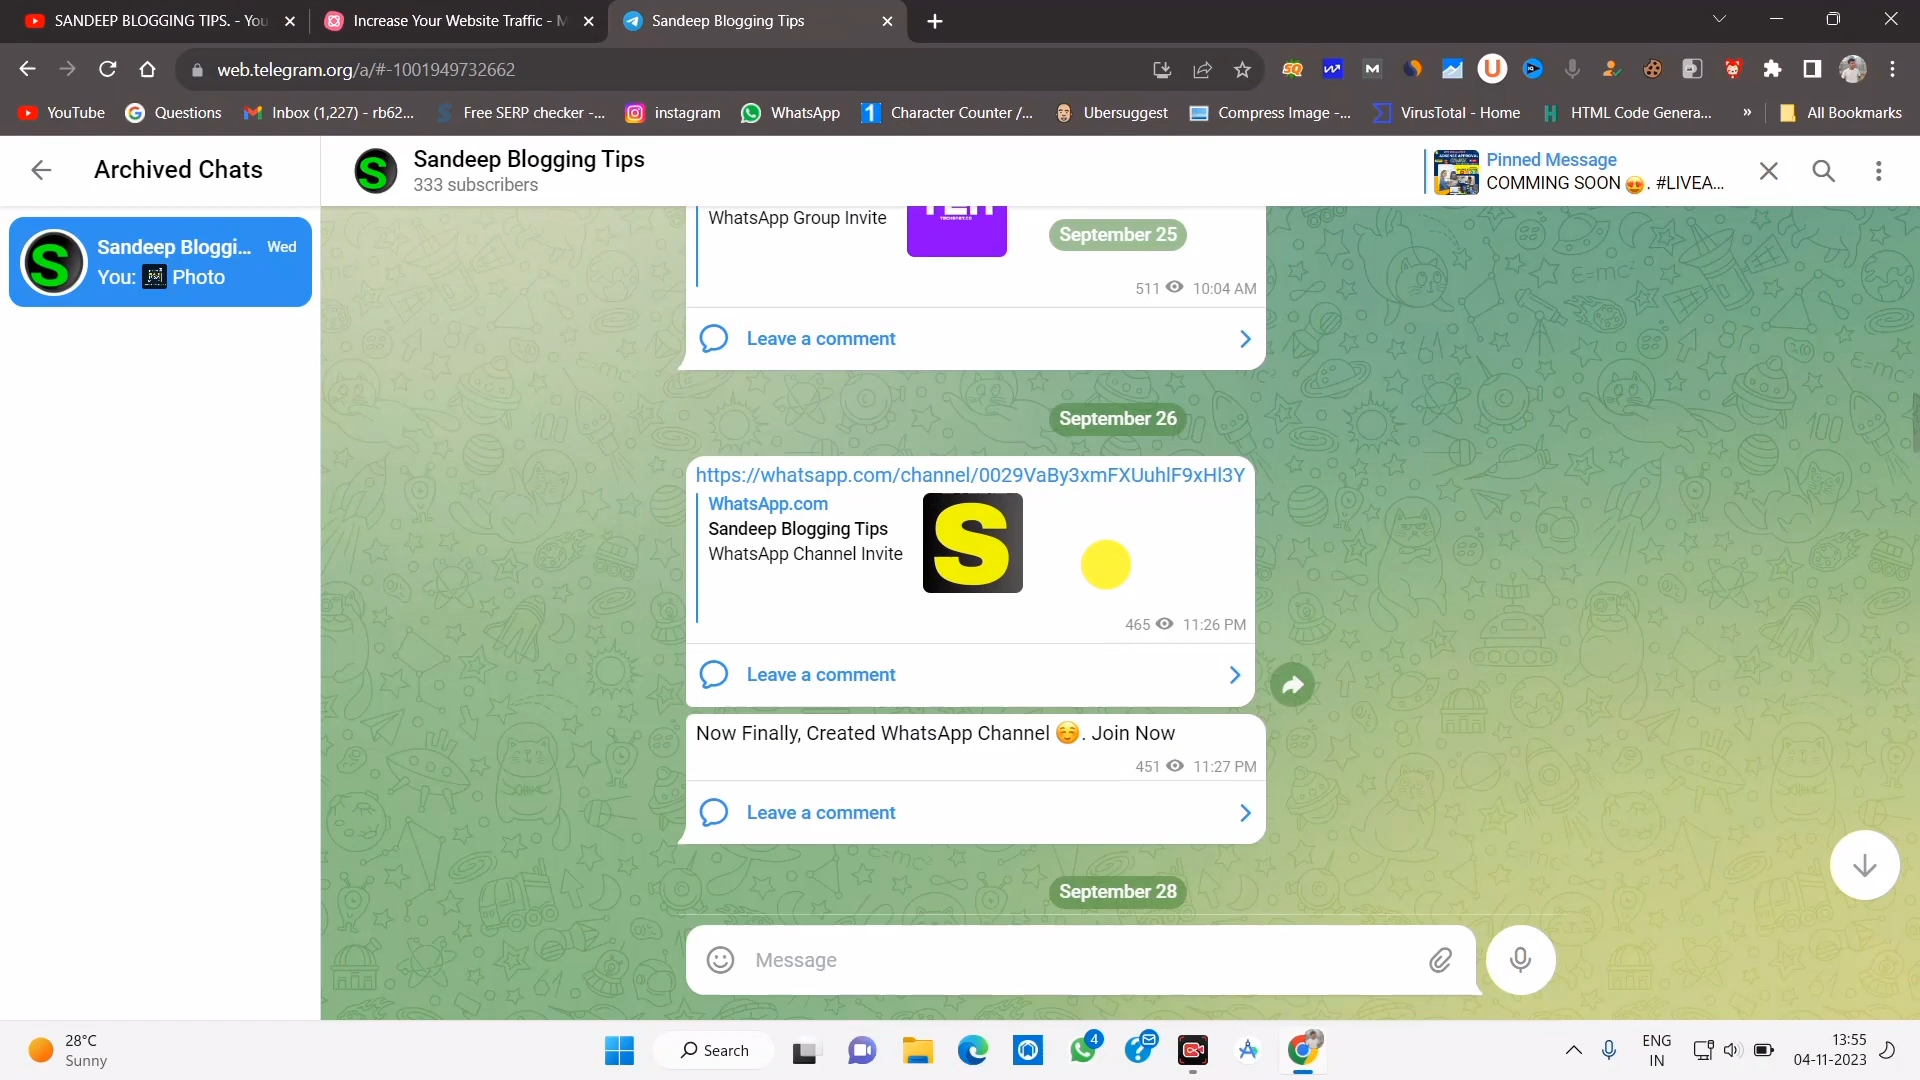 SANDEEP BLOGGING TIPS. - You
Increase Your Website Traffic - M
Sandeep Blogging Tips
web.telegram.org/a/#-1001949732662
YouTube
Questions
Inbox (1,227) - rb62...
Free SERP checker -...
instagram
WhatsApp
Character Counter /...
Ubersuggest
Compress Image -...
VirusTotal - Home
HTML Code Genera...
»
All Bookmarks
Archived Chats
Sandeep Blogging Tips
333 subscribers
Pinned Message
COMMING SOON 😍. #LIVEA...
Sandeep Bloggi...
Wed
You: Photo
WhatsApp Group Invite
September 25
511 10:04 AM
Leave a comment
September 26
https://whatsapp.com/channel/0029VaBy3xmFXUuhlF9xHl3Y
WhatsApp.com
Sandeep Blogging Tips
WhatsApp Channel Invite
S
465 11:26 PM
Leave a comment
Now Finally, Created WhatsApp Channel ☺️. Join Now
451 11:27 PM
Leave a comment
September 28
Message
28°C
Sunny
Search
4
ENG
IN
13:55
04-11-2023